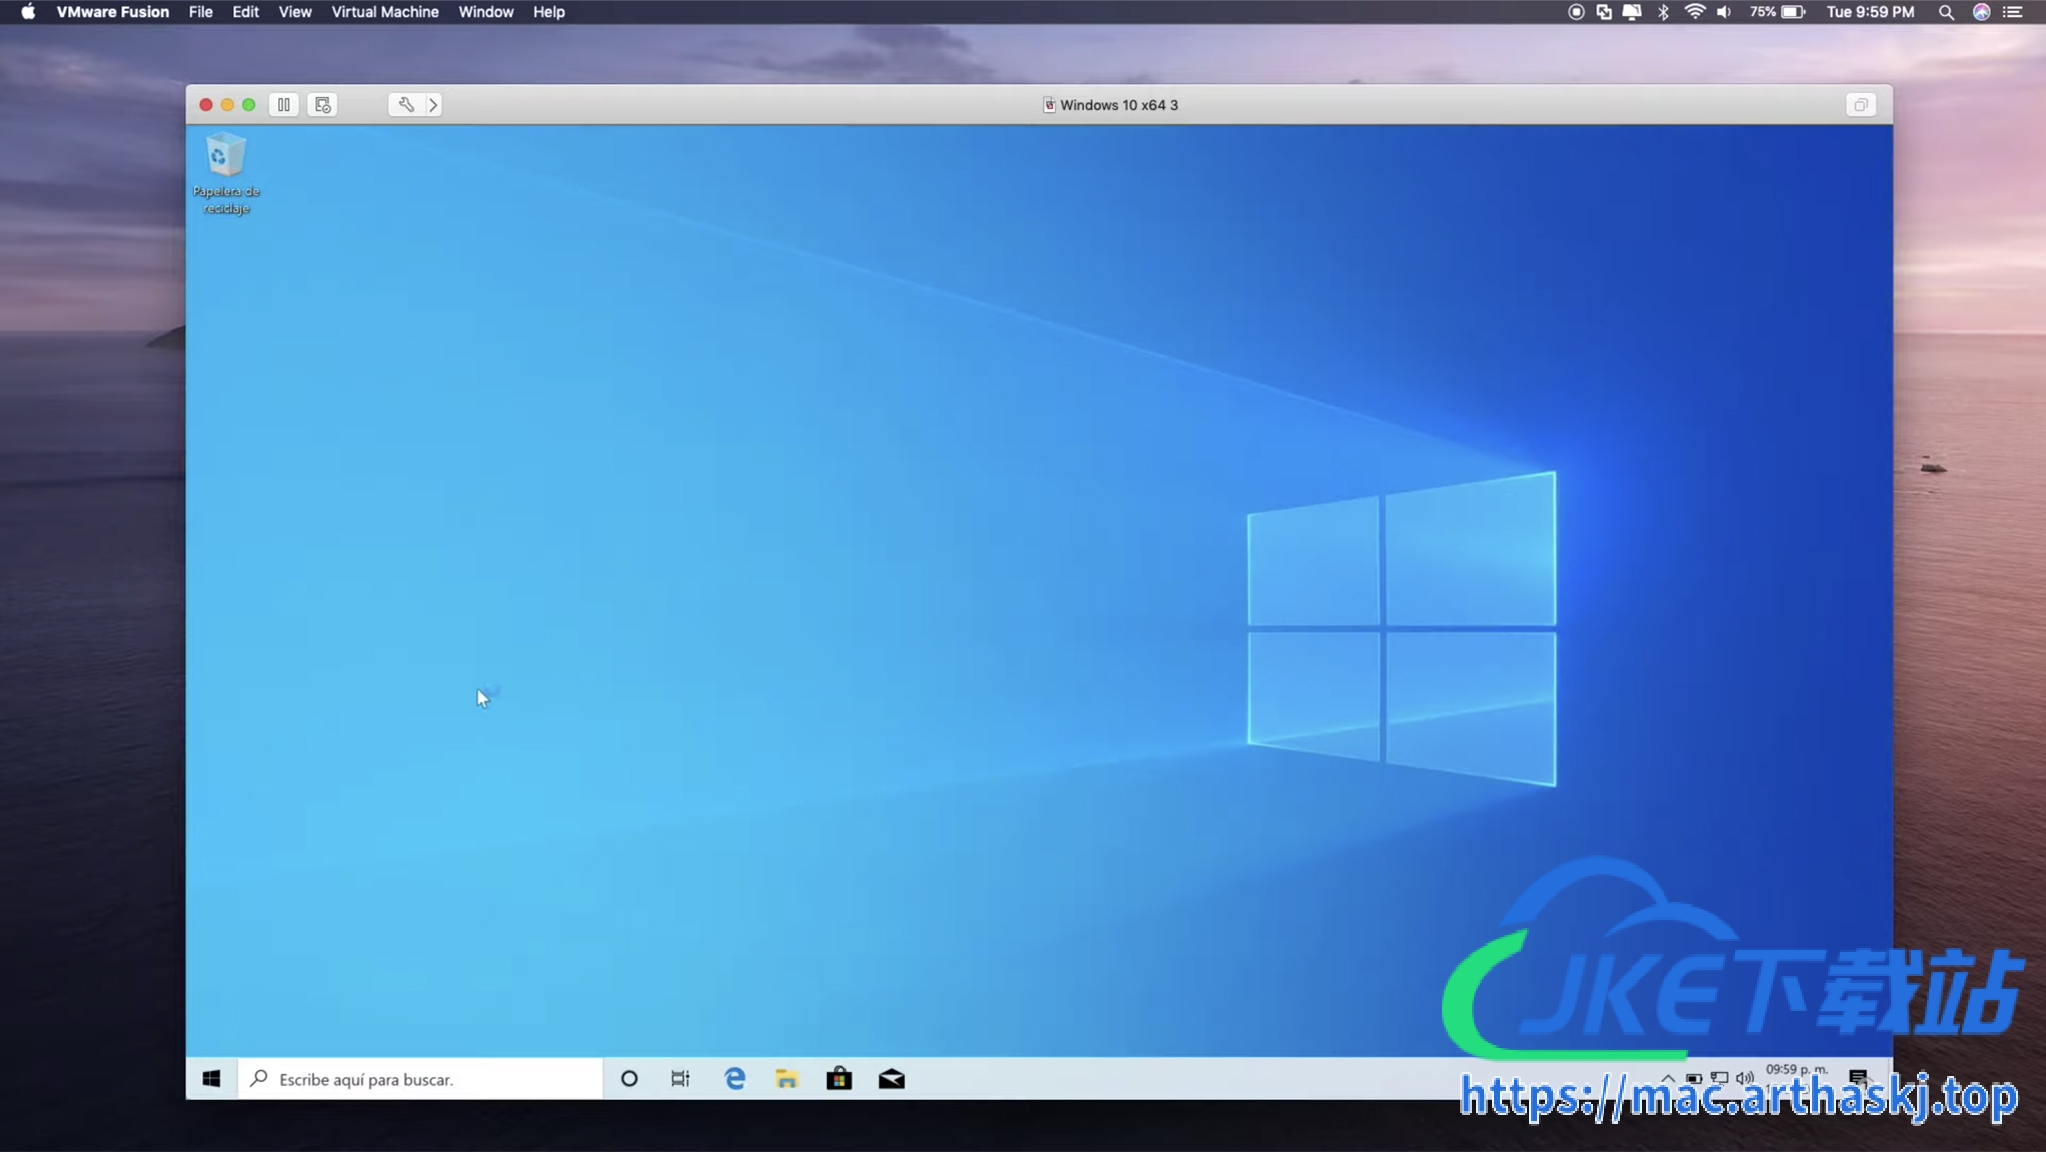 VMware Fusion File Edit View Virtual Machine Window Help 75% Tue 9:59 PM
Windows 10 x64 3
Papelera de
reciclaje
JKE下载站
Escribe aquí para buscar.
09:59 p. m.
https://mac.arthaskj.top